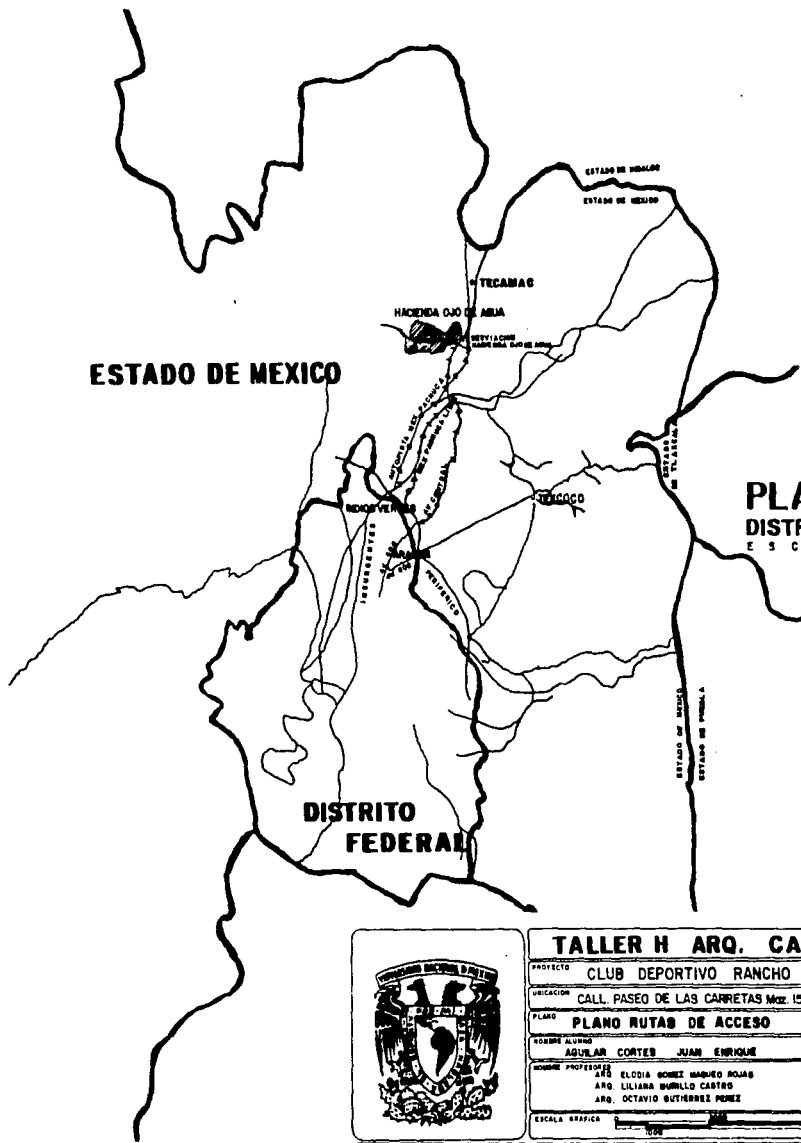 ESTADO DE HIDALGO
ESTADO DE MEXICO
TECAMAC
HACIENDA OJO DE AGUA
DESVIACION
HACIENDA OJO DE AGUA
ESTADO DE MEXICO
AUTOPISTA MEX. PACHUCA
AV. CENTRAL
ESTADO
DE TLAXCALA
TEXCOCO
PLA
DISTR
E S C
INDIOS VERDES
INSURGENTES
PERIFERICO
ESTADO DE MEXICO
ESTADO DE PUEBLA
DISTRITO
FEDERAL
TALLER H ARQ. CA
PROYECTO CLUB DEPORTIVO RANCHO
UBICACION CALL. PASEO DE LAS CARRETAS Maz. 15
PLANO PLANO RUTAS DE ACCESO
NOMBRE ALUMNO
AGUILAR CORTES JUAN ENRIQUE
NOMBRE PROFESORES
ARQ. ELODIA GOMEZ MAQUEO ROJAS
ARQ. LILIANA MURILLO CASTRO
ARQ. OCTAVIO GUTIERREZ PEREZ
ESCALA GRAFICA 0